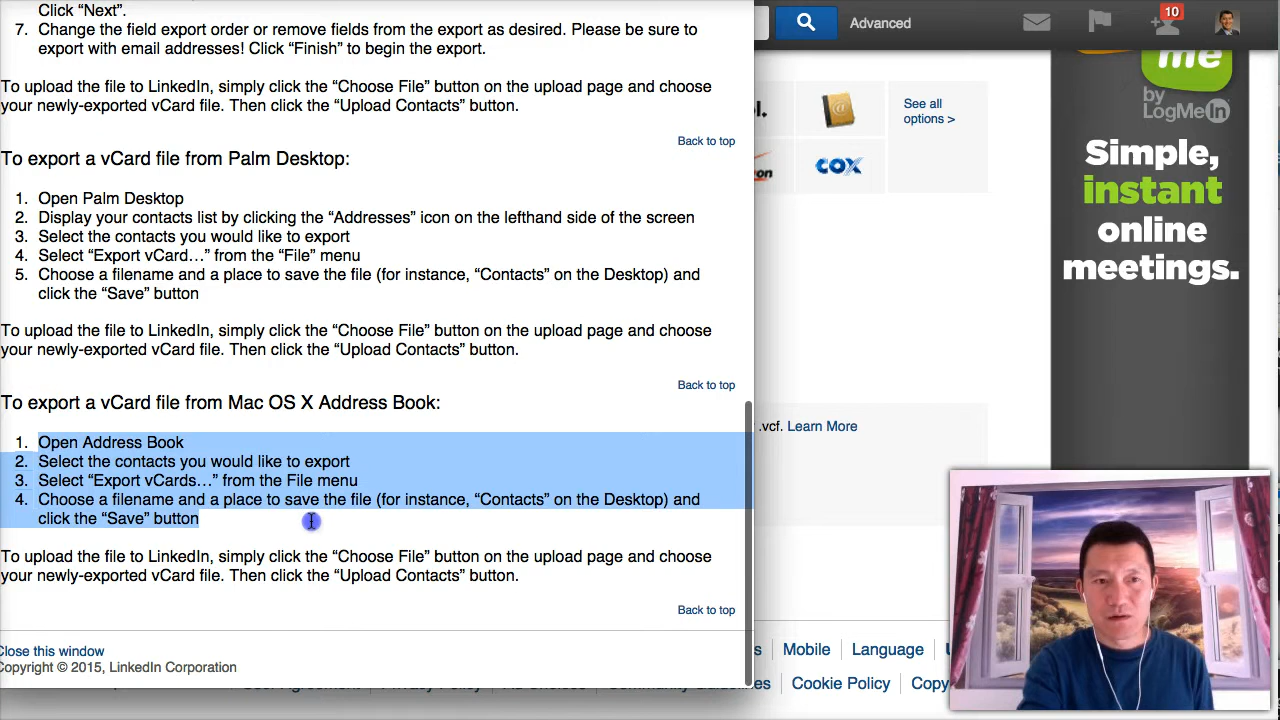 Click “Next”.
7. Change the field export order or remove fields from the export as desired. Please be sure to
export with email addresses! Click “Finish” to begin the export.
To upload the file to LinkedIn, simply click the “Choose File” button on the upload page and choose
your newly-exported vCard file. Then click the “Upload Contacts” button.
Back to top
To export a vCard file from Palm Desktop:
1. Open Palm Desktop
2. Display your contacts list by clicking the “Addresses” icon on the lefthand side of the screen
3. Select the contacts you would like to export
4. Select “Export vCard…” from the “File” menu
5. Choose a filename and a place to save the file (for instance, “Contacts” on the Desktop) and
click the “Save” button
To upload the file to LinkedIn, simply click the “Choose File” button on the upload page and choose
your newly-exported vCard file. Then click the “Upload Contacts” button.
Back to top
To export a vCard file from Mac OS X Address Book:
1. Open Address Book
2. Select the contacts you would like to export
3. Select “Export vCards…” from the File menu
4. Choose a filename and a place to save the file (for instance, “Contacts” on the Desktop) and
click the “Save” button
To upload the file to LinkedIn, simply click the “Choose File” button on the upload page and choose
your newly-exported vCard file. Then click the “Upload Contacts” button.
Back to top
Close this window
Copyright © 2015, LinkedIn Corporation
Advanced
10
See all
options >
COX
.vcf. Learn More
me
by
LogMeIn
Simple,
instant
online
meetings.
Mobile
Language
Cookie Policy